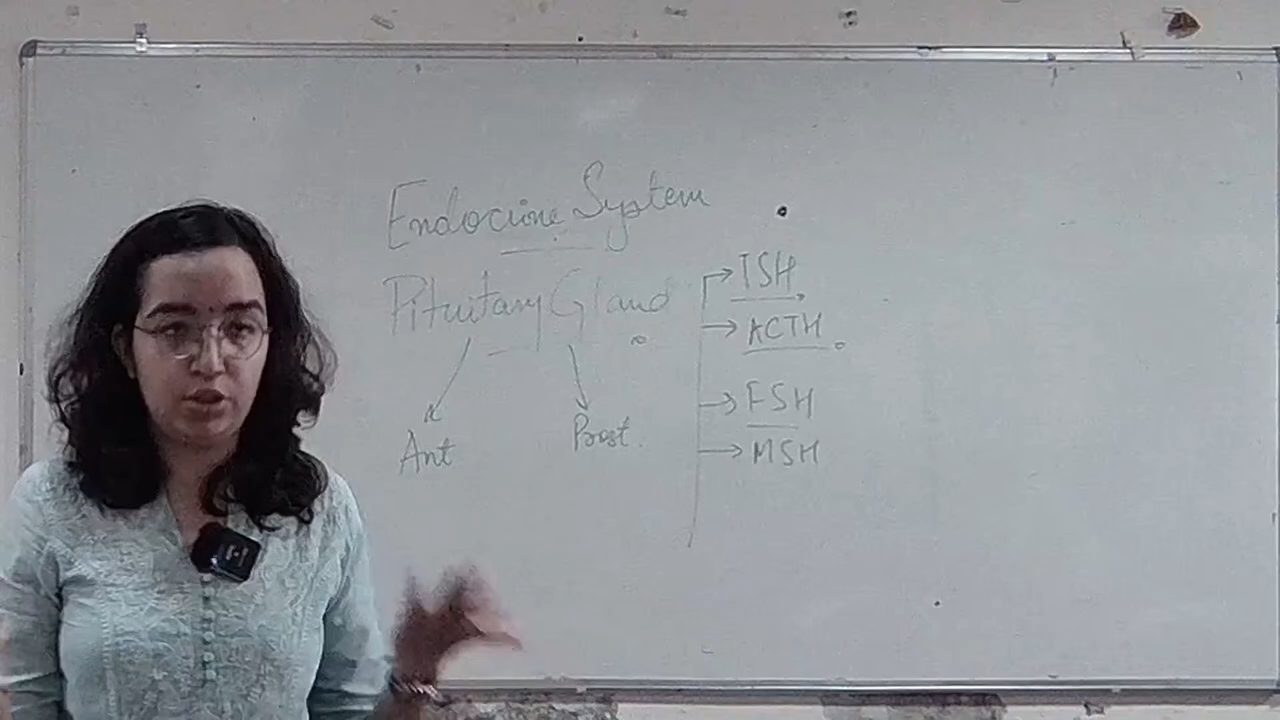 Endocrine System
Pituitary Gland
Ant
Post.
TSH
ACTH
FSH
MSH